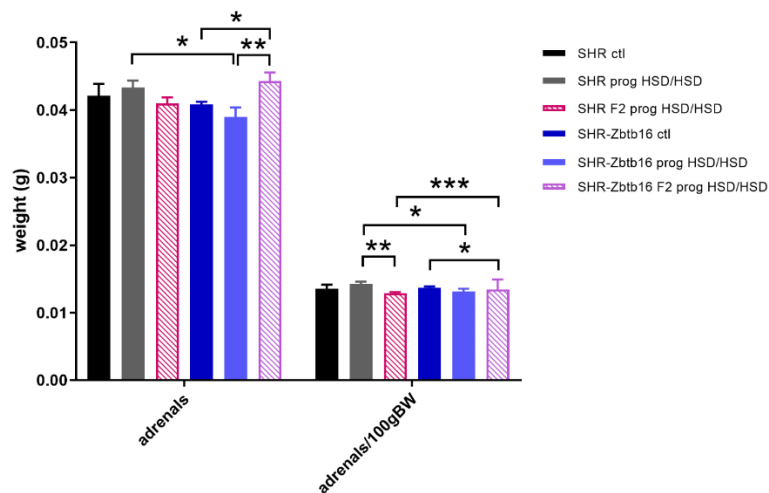 weight (g)
0.05
0.04
0.03
0.02
0.01
0.00
*
*
**
***
*
**
*
adrenals
adrenals/100gBW
SHR ctl
SHR prog HSD/HSD
SHR F2 prog HSD/HSD
SHR-Zbtb16 ctl
SHR-Zbtb16 prog HSD/HSD
SHR-Zbtb16 F2 prog HSD/HSD